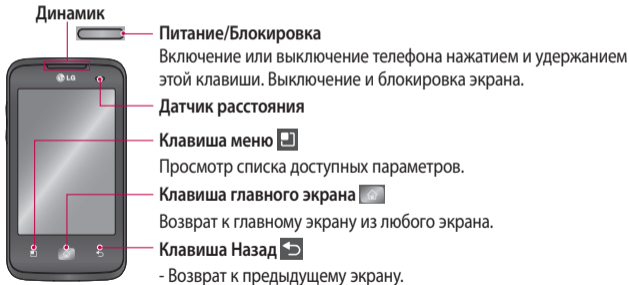 Динамик
Питание/Блокировка
Включение или выключение телефона нажатием и удержанием
этой клавиши. Выключение и блокировка экрана.
LG
Датчик расстояния
Клавиша меню
Просмотр списка доступных параметров.
Клавиша главного экрана
Возврат к главному экрану из любого экрана.
Клавиша Назад
- Возврат к предыдущему экрану.